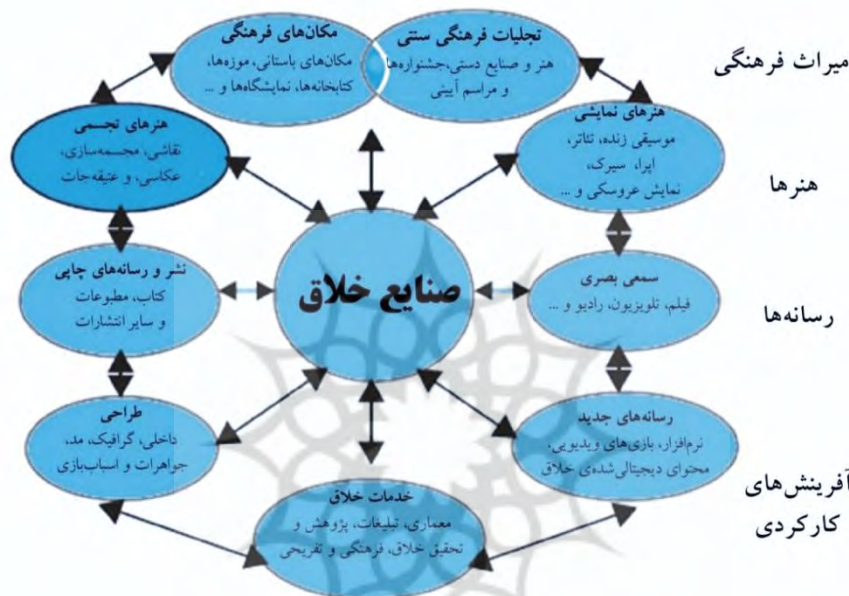 میراث فرهنگی
تجلیات فرهنگی سنتی
هنر و صنایع دستی،جشنواره‌ها
و مراسم آیینی
مکان‌های فرهنگی
مکان‌های باستانی، موزه‌ها،
کتابخانه‌ها، نمایشگاه‌ها و ...
هنرها
هنرهای نمایشی
موسیقی زنده، تئاتر،
اپرا، سیرک،
نمایش عروسکی و ...
هنرهای تجسمی
نقاشی، مجسمه‌سازی،
عکاسی، و عتیقه‌جات
صنایع خلاق
رسانه‌ها
سمعی بصری
فیلم، تلویزیون، رادیو و ...
نشر و رسانه‌های چاپی
کتاب، مطبوعات
و سایر انتشارات
آفرینش‌های
کارکردی
رسانه‌های جدید
نرم‌افزار، بازی‌های ویدیویی،
محتوای دیجیتالی‌شده‌ی خلاق
طراحی
داخلی، گرافیک، مد،
جواهرات و اسباب‌بازی
خدمات خلاق
معماری، تبلیغات، پژوهش و
تحقیق خلاق، فرهنگی و تفریحی